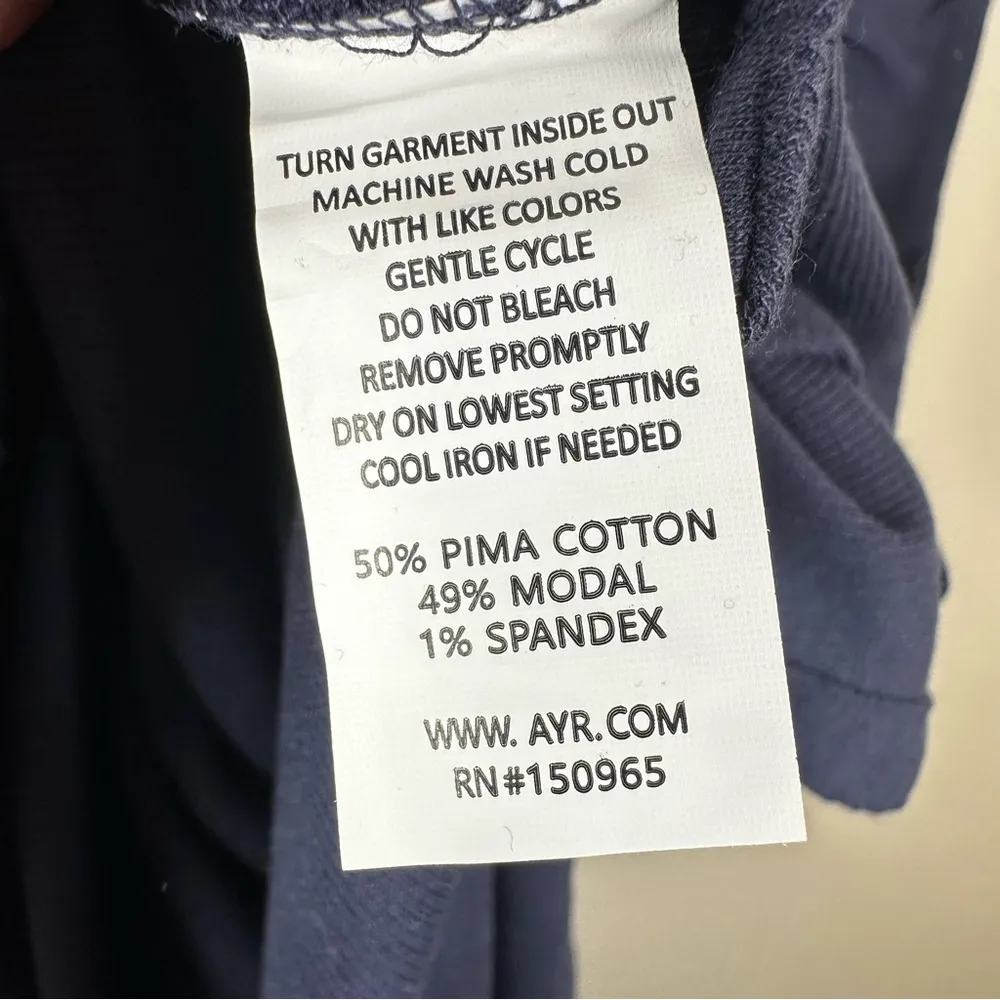 TURN GARMENT INSIDE OUT
MACHINE WASH COLD
WITH LIKE COLORS
GENTLE CYCLE
DO NOT BLEACH
REMOVE PROMPTLY
DRY ON LOWEST SETTING
COOL IRON IF NEEDED
50% PIMA COTTON
49% MODAL
1% SPANDEX
WWW. AYR.COM
RN#150965